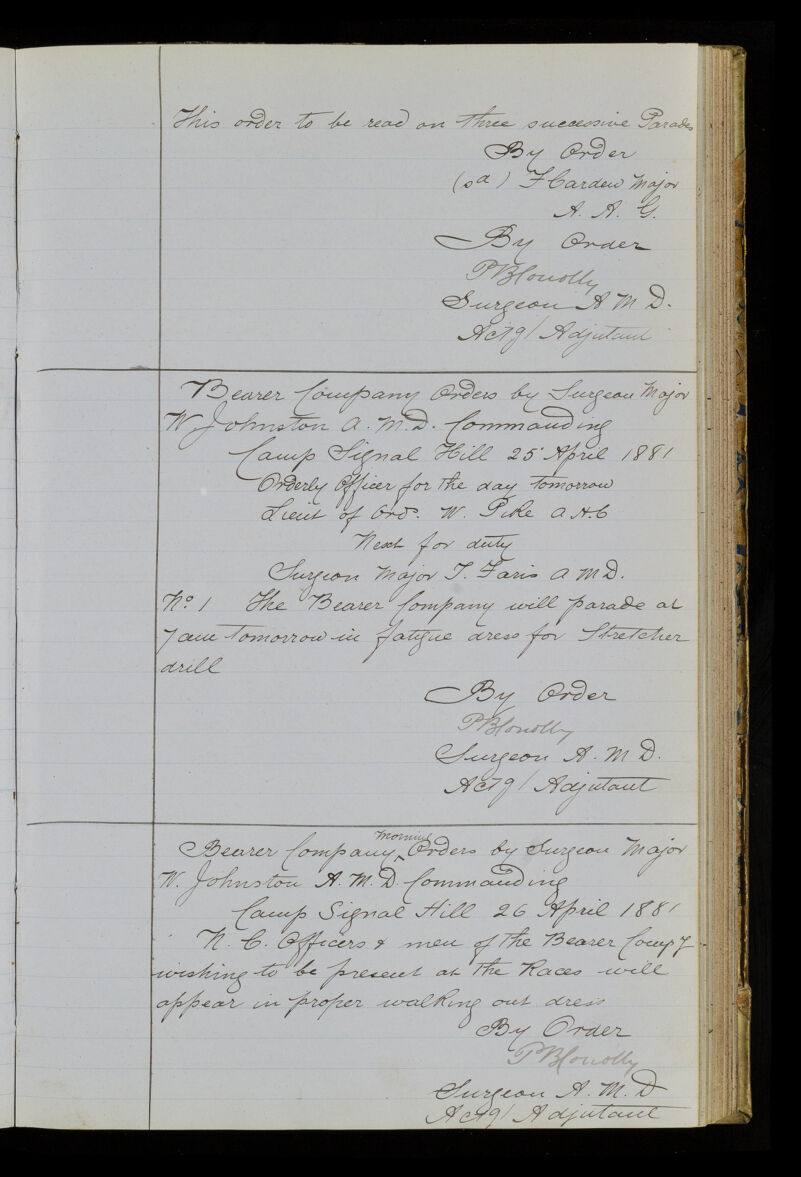 This order to be read on three successive Parades
By Order
(sd) F Carden Major
A. A. G.
By Order
PB Conolly
Surgeon A M D.
Actg / Adjutant
Bearer Company Orders by Surgeon Major
W Johnston A. M. D. Commanding
Camp Signal Hill 25 April 1881
Orderly Officer for the day tomorrow
Lieut of Ords. W. Pike A H C
Next for duty
Surgeon Major T. Faris A M D.
No. 1 The Bearer Company will parade at
7 am tomorrow in fatigue dress for Stretcher
drill
By Order
PB Conolly
Surgeon A. M D.
Actg / Adjutant
Bearer Company Morning Orders by Surgeon Major
W. Johnston A. M. D. Commanding
Camp Signal Hill 26 April 1881
N. C. Officers & men of the Bearer Compy
wishing to be present at the Races will
appear in proper walking out dress
By Order
PB Conolly
Surgeon A. M. D
Actg / Adjutant